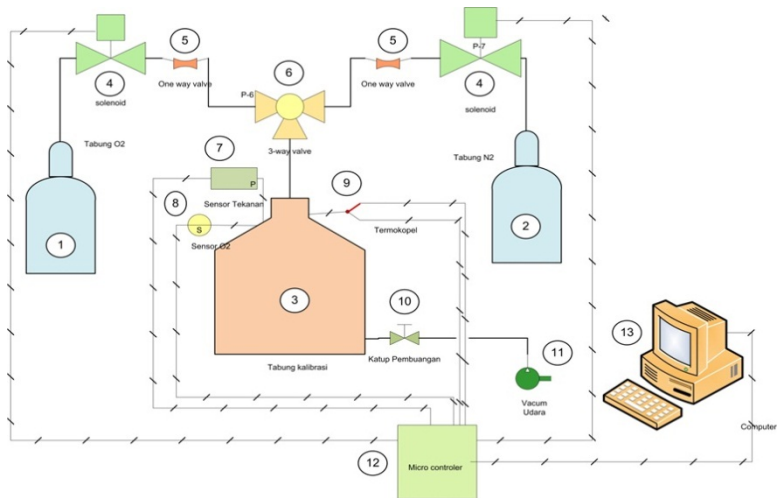 5
5
6
P-7
4
One way valve
P-6
One way valve
4
solenoid
solenoid
Tabung O2
3-way valve
Tabung N2
7
9
P
8
Sensor Tekanan
S
Termokopel
Sensor O2
1
2
3
10
13
11
Tabung kalibrasi
Katup Pembuangan
Vacum
Udara
Computer
12
Micro controler